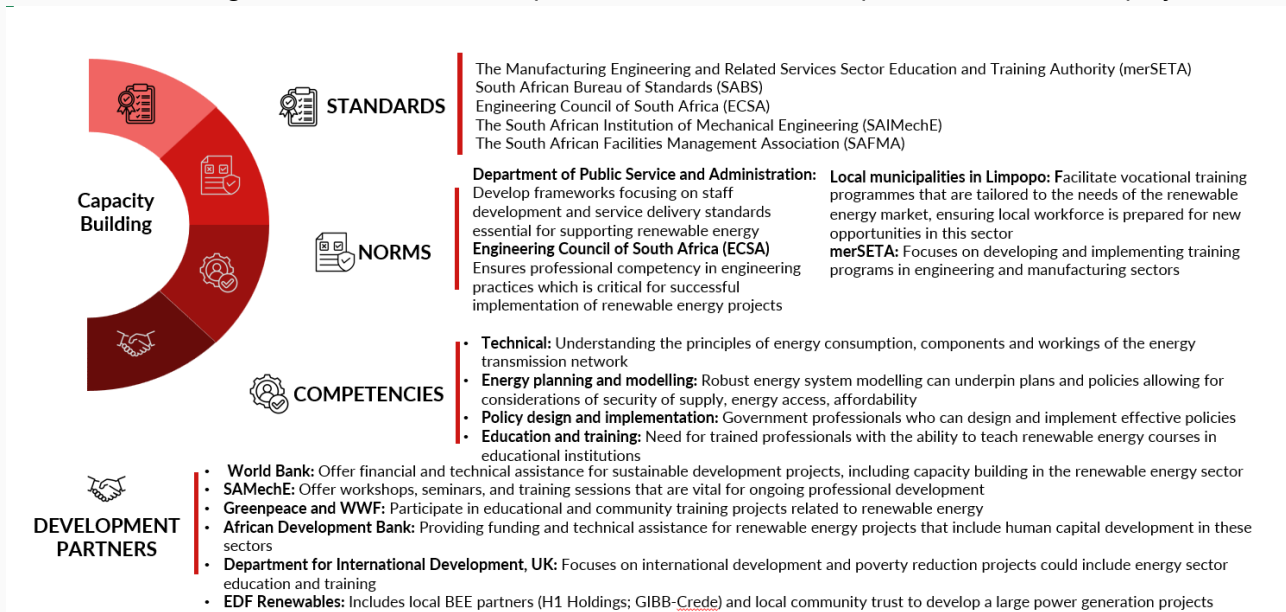 Capacity
Building
STANDARDS
The Manufacturing Engineering and Related Services Sector Education and Training Authority (merSETA)
South African Bureau of Standards (SABS)
Engineering Council of South Africa (ECSA)
The South African Institution of Mechanical Engineering (SAIMechE)
The South African Facilities Management Association (SAFMA)
NORMS
Department of Public Service and Administration:
Develop frameworks focusing on staff
development and service delivery standards
essential for supporting renewable energy
Engineering Council of South Africa (ECSA)
Ensures professional competency in engineering
practices which is critical for successful
implementation of renewable energy projects
Local municipalities in Limpopo: Facilitate vocational training
programmes that are tailored to the needs of the renewable
energy market, ensuring local workforce is prepared for new
opportunities in this sector
merSETA: Focuses on developing and implementing training
programs in engineering and manufacturing sectors
COMPETENCIES
• Technical: Understanding the principles of energy consumption, components and workings of the energy
transmission network
• Energy planning and modelling: Robust energy system modelling can underpin plans and policies allowing for
considerations of security of supply, energy access, affordability
• Policy design and implementation: Government professionals who can design and implement effective policies
• Education and training: Need for trained professionals with the ability to teach renewable energy courses in
educational institutions
DEVELOPMENT
PARTNERS
• World Bank: Offer financial and technical assistance for sustainable development projects, including capacity building in the renewable energy sector
• SAMechE: Offer workshops, seminars, and training sessions that are vital for ongoing professional development
• Greenpeace and WWF: Participate in educational and community training projects related to renewable energy
• African Development Bank: Providing funding and technical assistance for renewable energy projects that include human capital development in these
sectors
• Department for International Development, UK: Focuses on international development and poverty reduction projects could include energy sector
education and training
• EDF Renewables: Includes local BEE partners (H1 Holdings; GIBB-Crede) and local community trust to develop a large power generation projects